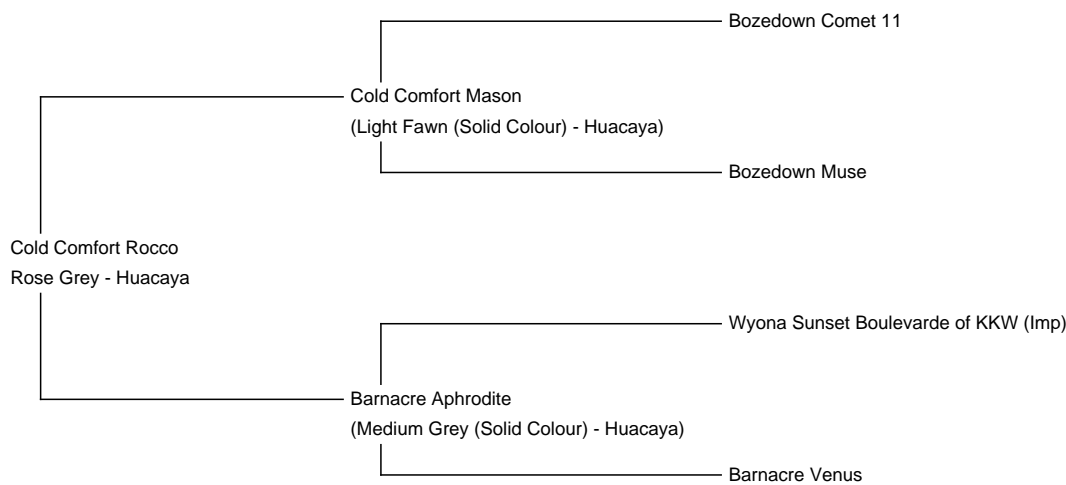 Bozedown Comet 11
Cold Comfort Mason
(Light Fawn (Solid Colour) - Huacaya)
Bozedown Muse
Cold Comfort Rocco
Rose Grey - Huacaya
Wyona Sunset Boulevarde of KKW (Imp)
Barnacre Aphrodite
(Medium Grey (Solid Colour) - Huacaya)
Barnacre Venus